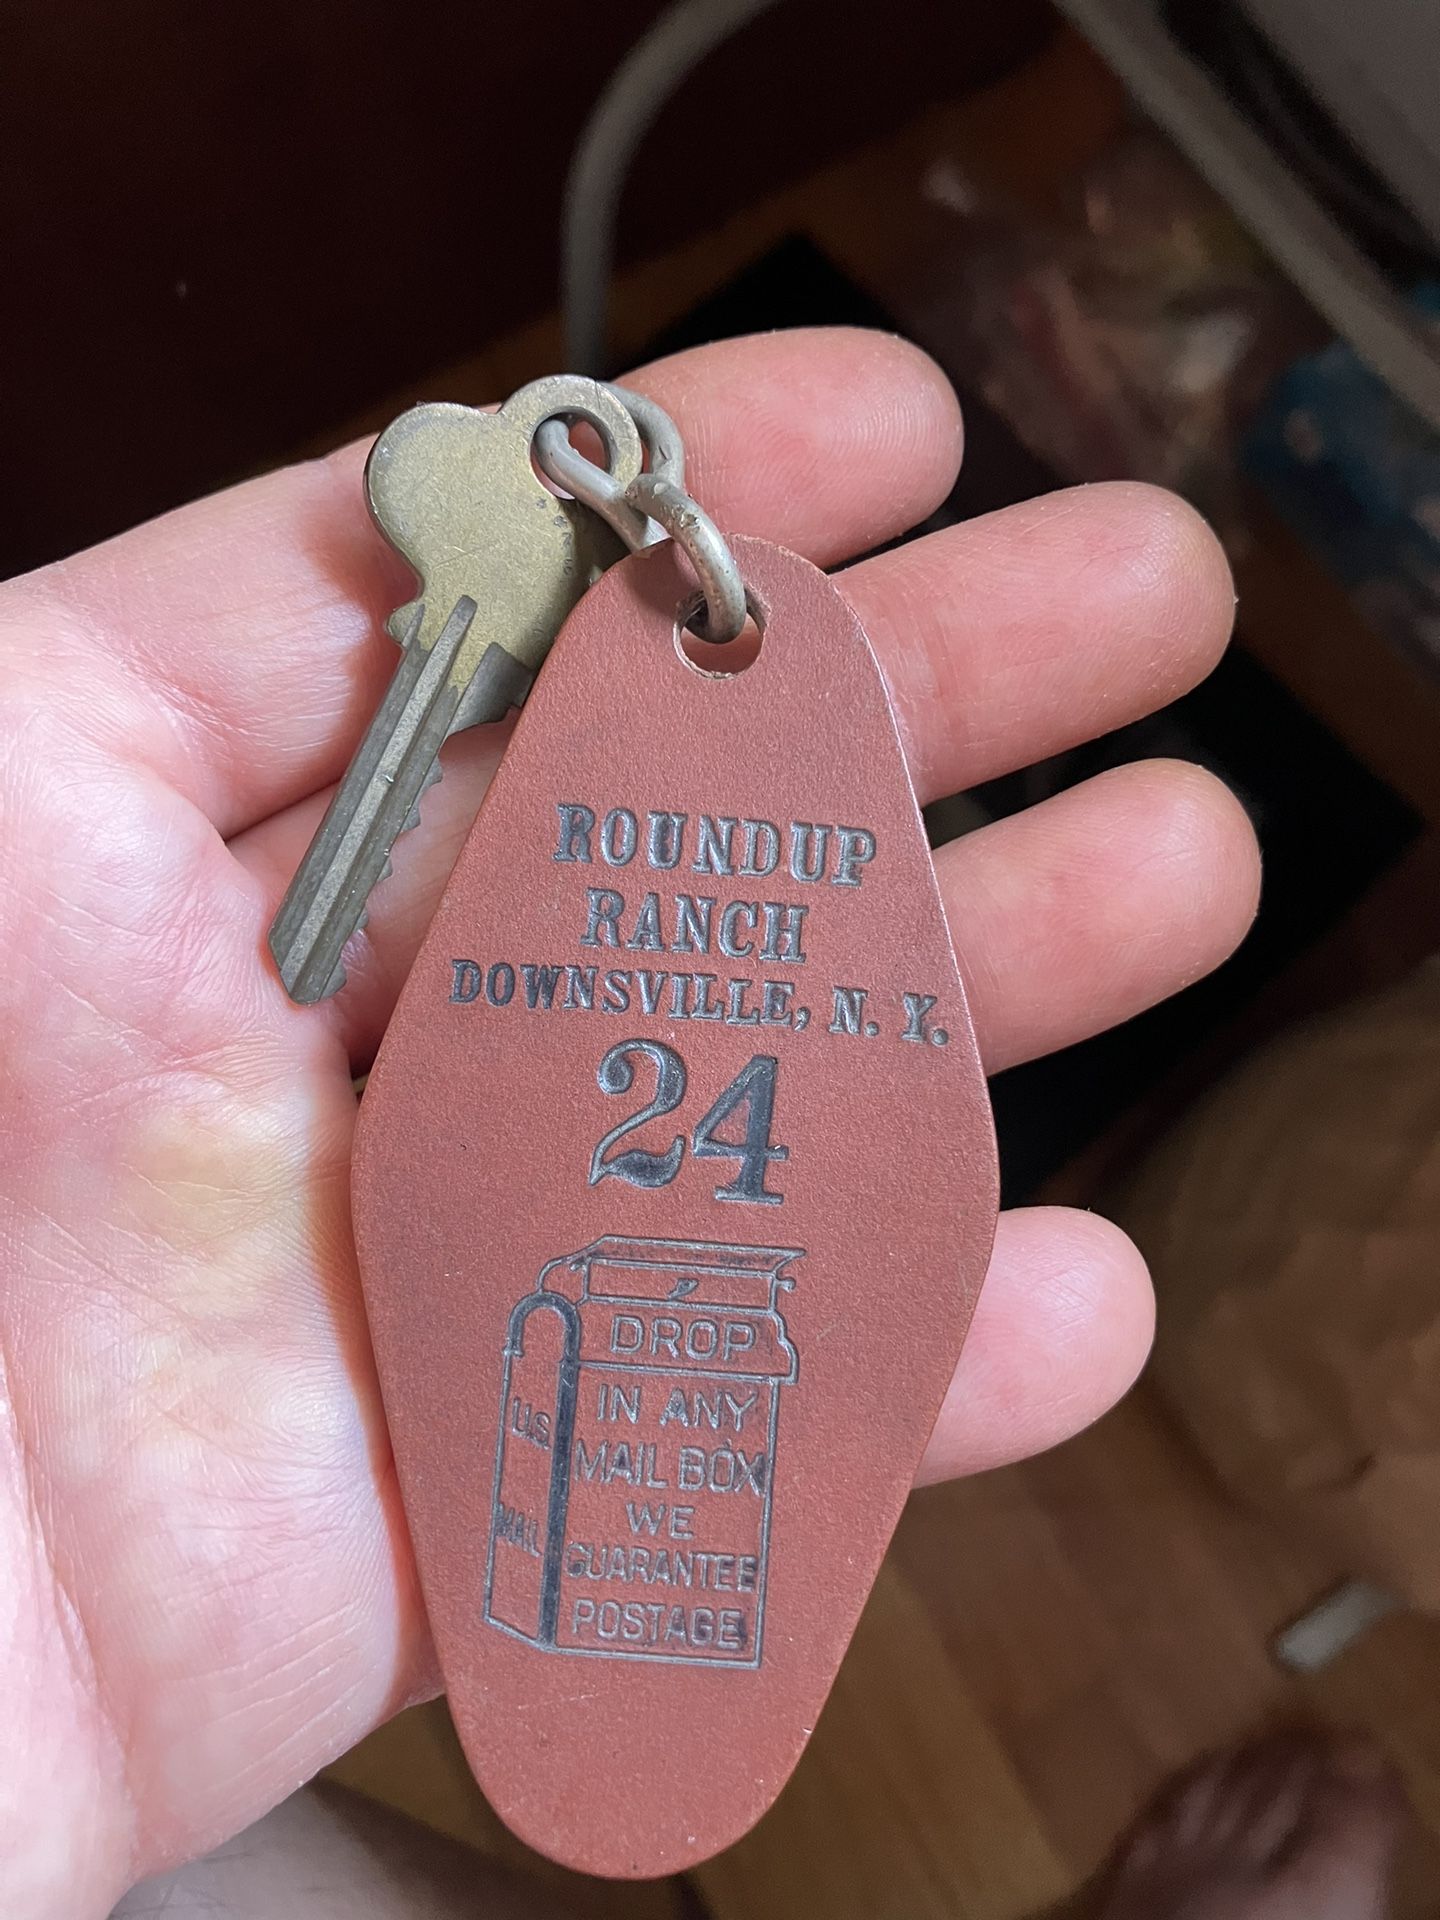 ROUNDUP
RANCH
DOWNSVILLE, N. Y.
24
DROP
IN ANY
MAIL BOX
WE
GUARANTEE
POSTAGE
U.S.
MAIL